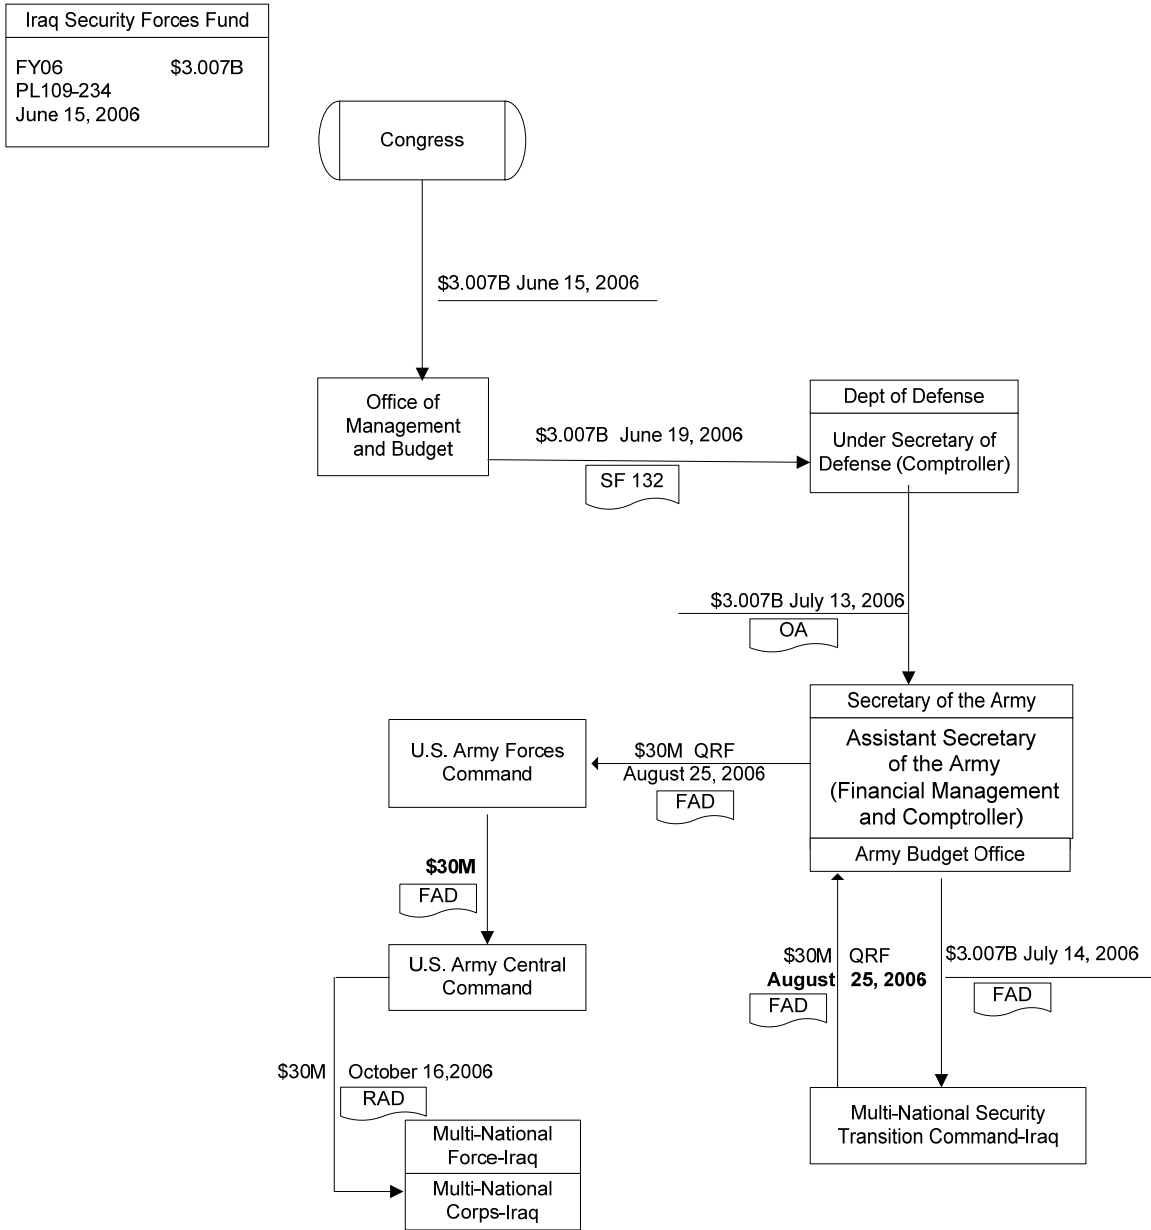 Iraq Security Forces Fund
FY06 $3.007B
PL109-234
June 15, 2006
Congress
$3.007B June 15, 2006
Office of
Management
and Budget
$3.007B June 19, 2006
SF 132
Dept of Defense
Under Secretary of
Defense (Comptroller)
$3.007B July 13, 2006
OA
Secretary of the Army
Assistant Secretary
of the Army
(Financial Management
and Comptroller)
Army Budget Office
$30M QRF
August 25, 2006
FAD
U.S. Army Forces
Command
$30M
FAD
U.S. Army Central
Command
$30M October 16,2006
RAD
Multi-National
Force-Iraq
Multi-National
Corps-Iraq
$30M QRF
August 25, 2006
FAD
$3.007B July 14, 2006
FAD
Multi-National Security
Transition Command-Iraq